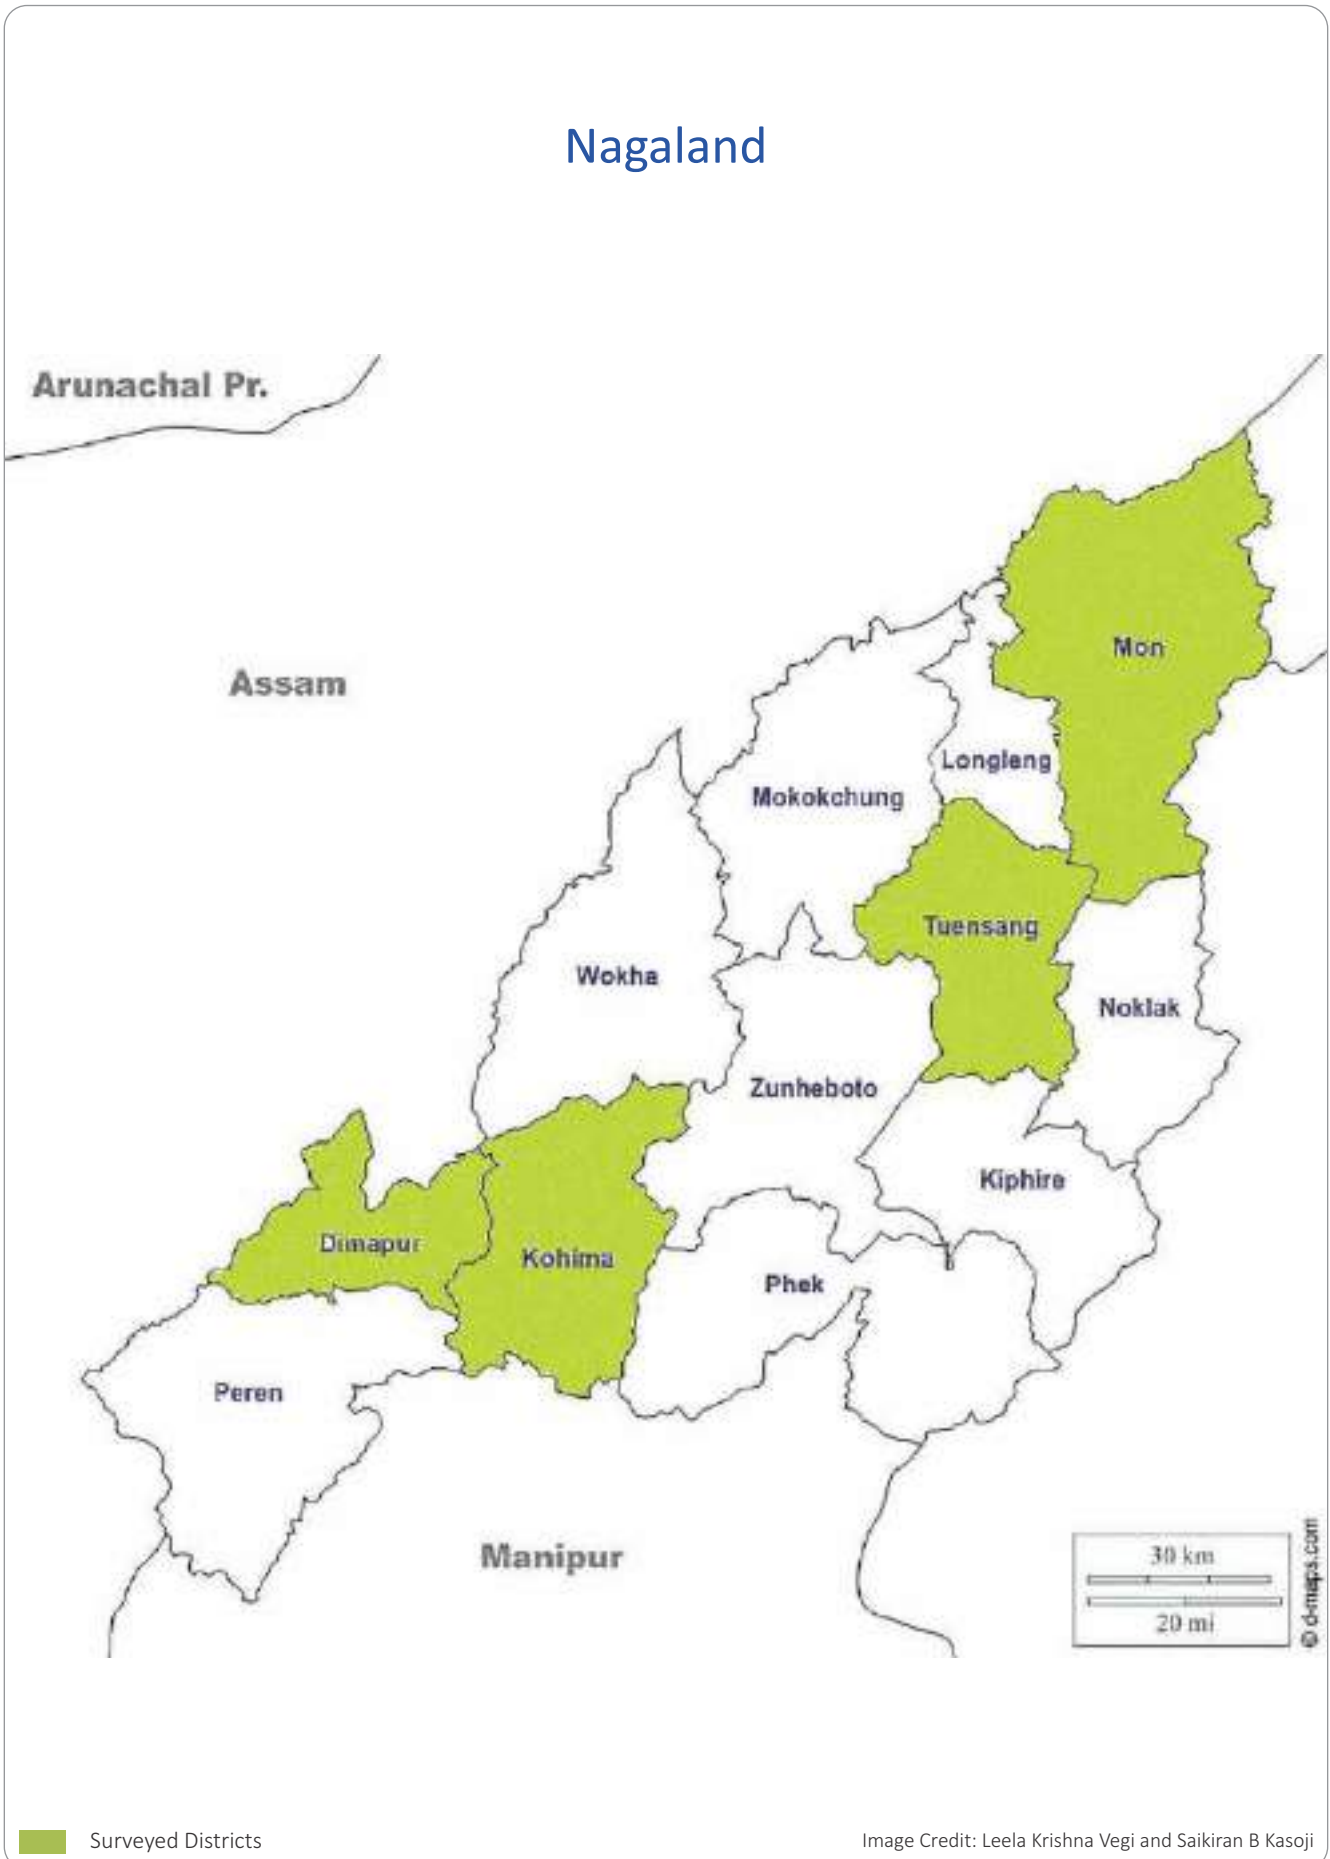 Nagaland
Arunachal Pr.
Mon
Assam
Longleng
Mokokchung
Tuensang
Wokha
Noklak
Zunheboto
Kiphire
Dimapur
Kohima
Phek
Peren
Manipur
30 km
20 mi
© d-maps.com
Surveyed Districts
Image Credit: Leela Krishna Vegi and Saikiran B Kasoji